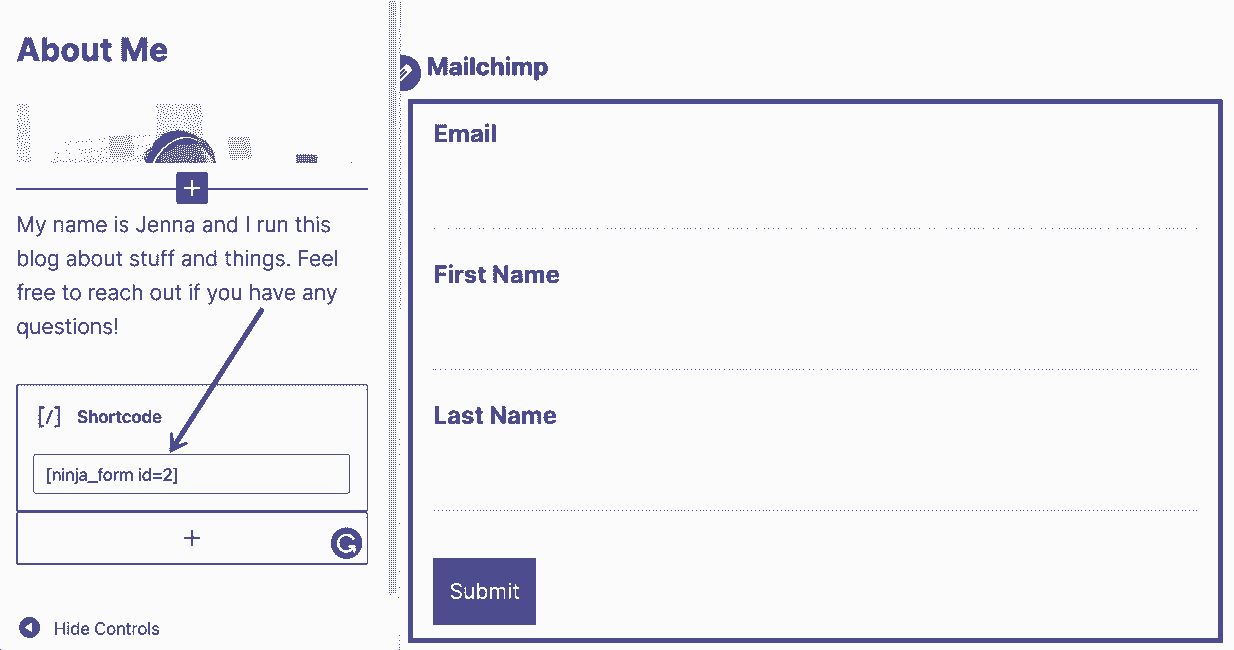 About Me
My name is Jenna and I run this
blog about stuff and things. Feel
free to reach out if you have any
questions!
[/] Shortcode
[ninja_form id=2]
Hide Controls
Mailchimp
Email
First Name
Last Name
Submit